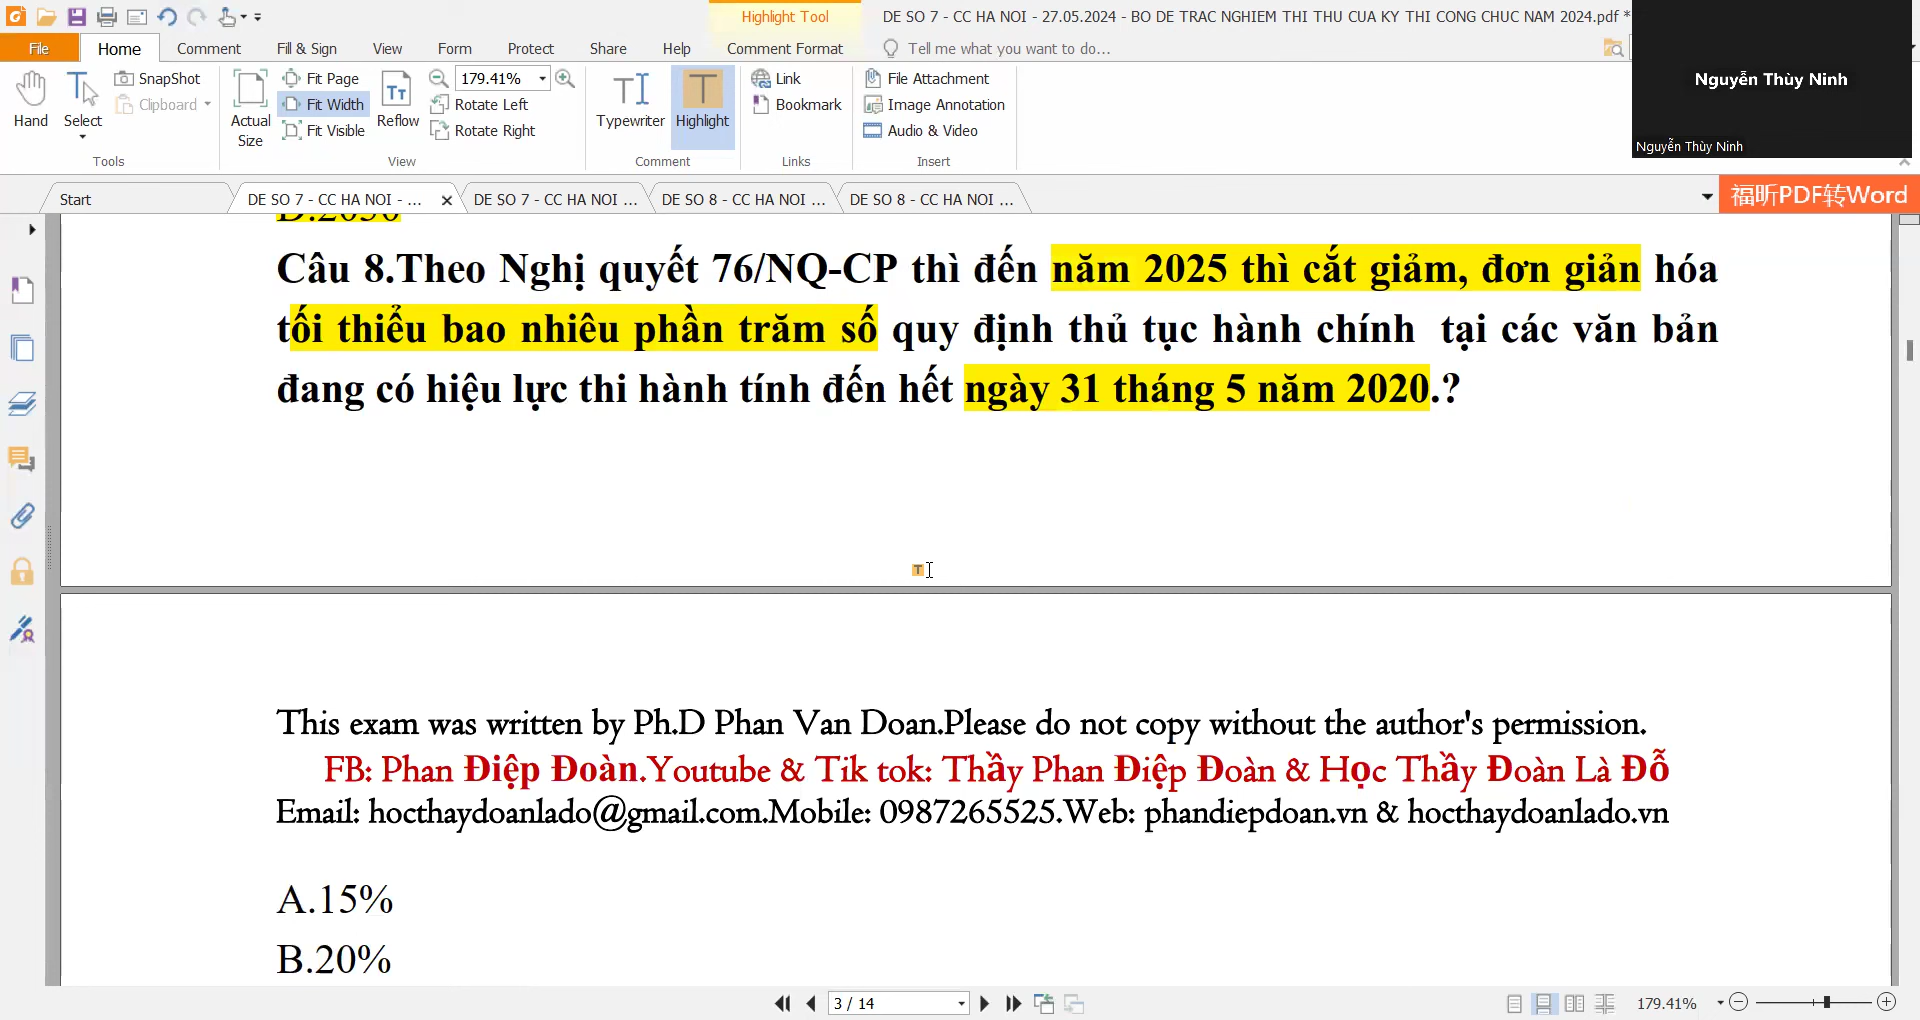 Highlight Tool
DE SO 7 - CC HA NOI - 27.05.2024 - BO DE TRAC NGHIEM THI THU CUA KY THI CONG CHUC NAM 2024.pdf *
File
Home
Comment
Fill & Sign
View
Form
Protect
Share
Help
Comment Format
Tell me what you want to do...
Hand
Select
SnapShot
Clipboard
Tools
Actual Size
Fit Page
Fit Width
Fit Visible
Reflow
179.41%
Rotate Left
Rotate Right
View
Typewriter
Highlight
Comment
Link
Bookmark
Links
File Attachment
Image Annotation
Audio & Video
Insert
Nguyễn Thùy Ninh
Nguyễn Thùy Ninh
Start
DE SO 7 - CC HA NOI - ...
DE SO 7 - CC HA NOI ...
DE SO 8 - CC HA NOI ...
DE SO 8 - CC HA NOI ...
福昕PDF转Word
D.2030
Câu 8.Theo Nghị quyết 76/NQ-CP thì đến năm 2025 thì cắt giảm, đơn giản hóa
tối thiểu bao nhiêu phần trăm số quy định thủ tục hành chính tại các văn bản
đang có hiệu lực thi hành tính đến hết ngày 31 tháng 5 năm 2020.?
This exam was written by Ph.D Phan Van Doan.Please do not copy without the author's permission.
FB: Phan Điệp Đoàn.Youtube & Tik tok: Thầy Phan Điệp Đoàn & Học Thầy Đoàn Là Đỗ
Email: hocthaydoanlado@gmail.com.Mobile: 0987265525.Web: phandiepdoan.vn & hocthaydoanlado.vn
A.15%
B.20%
3 / 14
179.41%